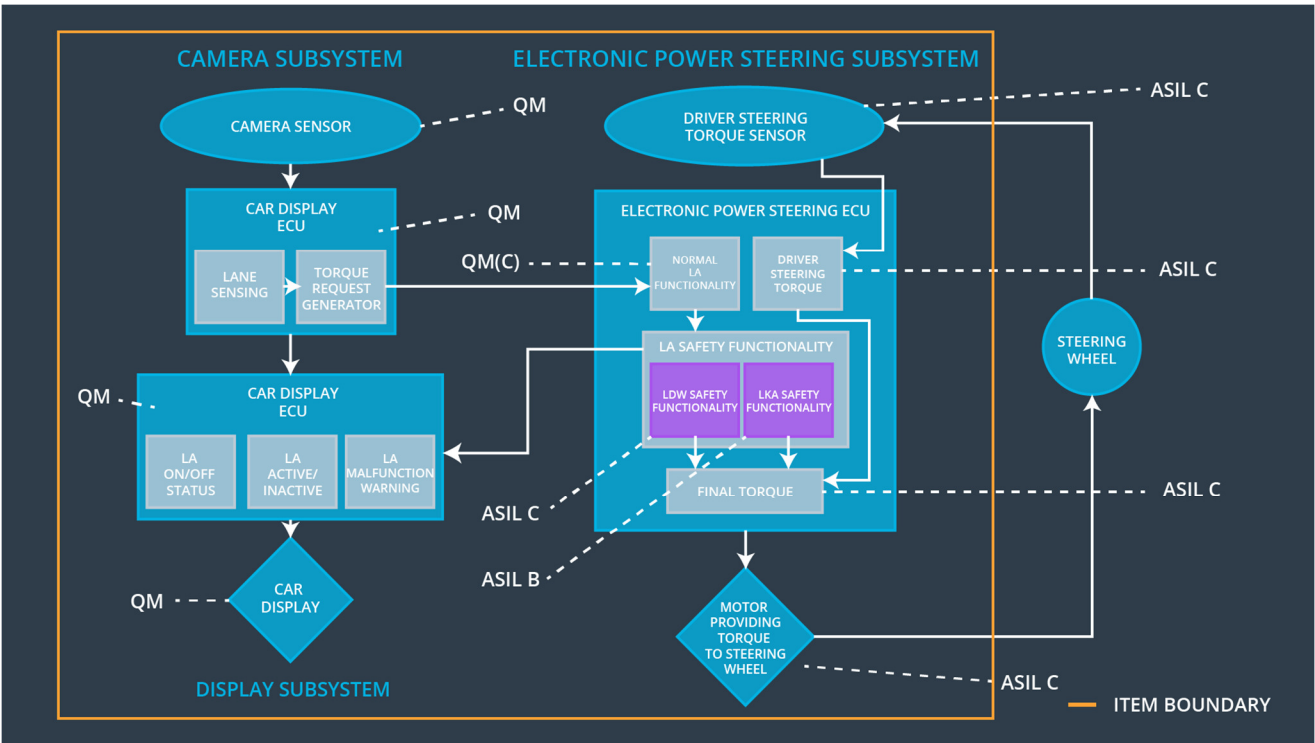 CAMERA SUBSYSTEM
ELECTRONIC POWER STEERING SUBSYSTEM
CAMERA SENSOR
QM
DRIVER STEERING
TORQUE SENSOR
ASIL C
CAR DISPLAY
ECU
QM
LANE
SENSING
TORQUE
REQUEST
GENERATOR
QM(C)
ELECTRONIC POWER STEERING ECU
NORMAL
LA
FUNCTIONALITY
DRIVER
STEERING
TORQUE
ASIL C
LA SAFETY FUNCTIONALITY
LDW SAFETY
FUNCTIONALITY
LKA SAFETY
FUNCTIONALITY
STEERING
WHEEL
QM
CAR DISPLAY
ECU
LA
ON/OFF
STATUS
LA
ACTIVE/
INACTIVE
LA
MALFUNCTION
WARNING
FINAL TORQUE
ASIL C
ASIL C
ASIL B
QM
CAR
DISPLAY
MOTOR
PROVIDING
TORQUE
TO STEERING
WHEEL
ASIL C
DISPLAY SUBSYSTEM
ITEM BOUNDARY